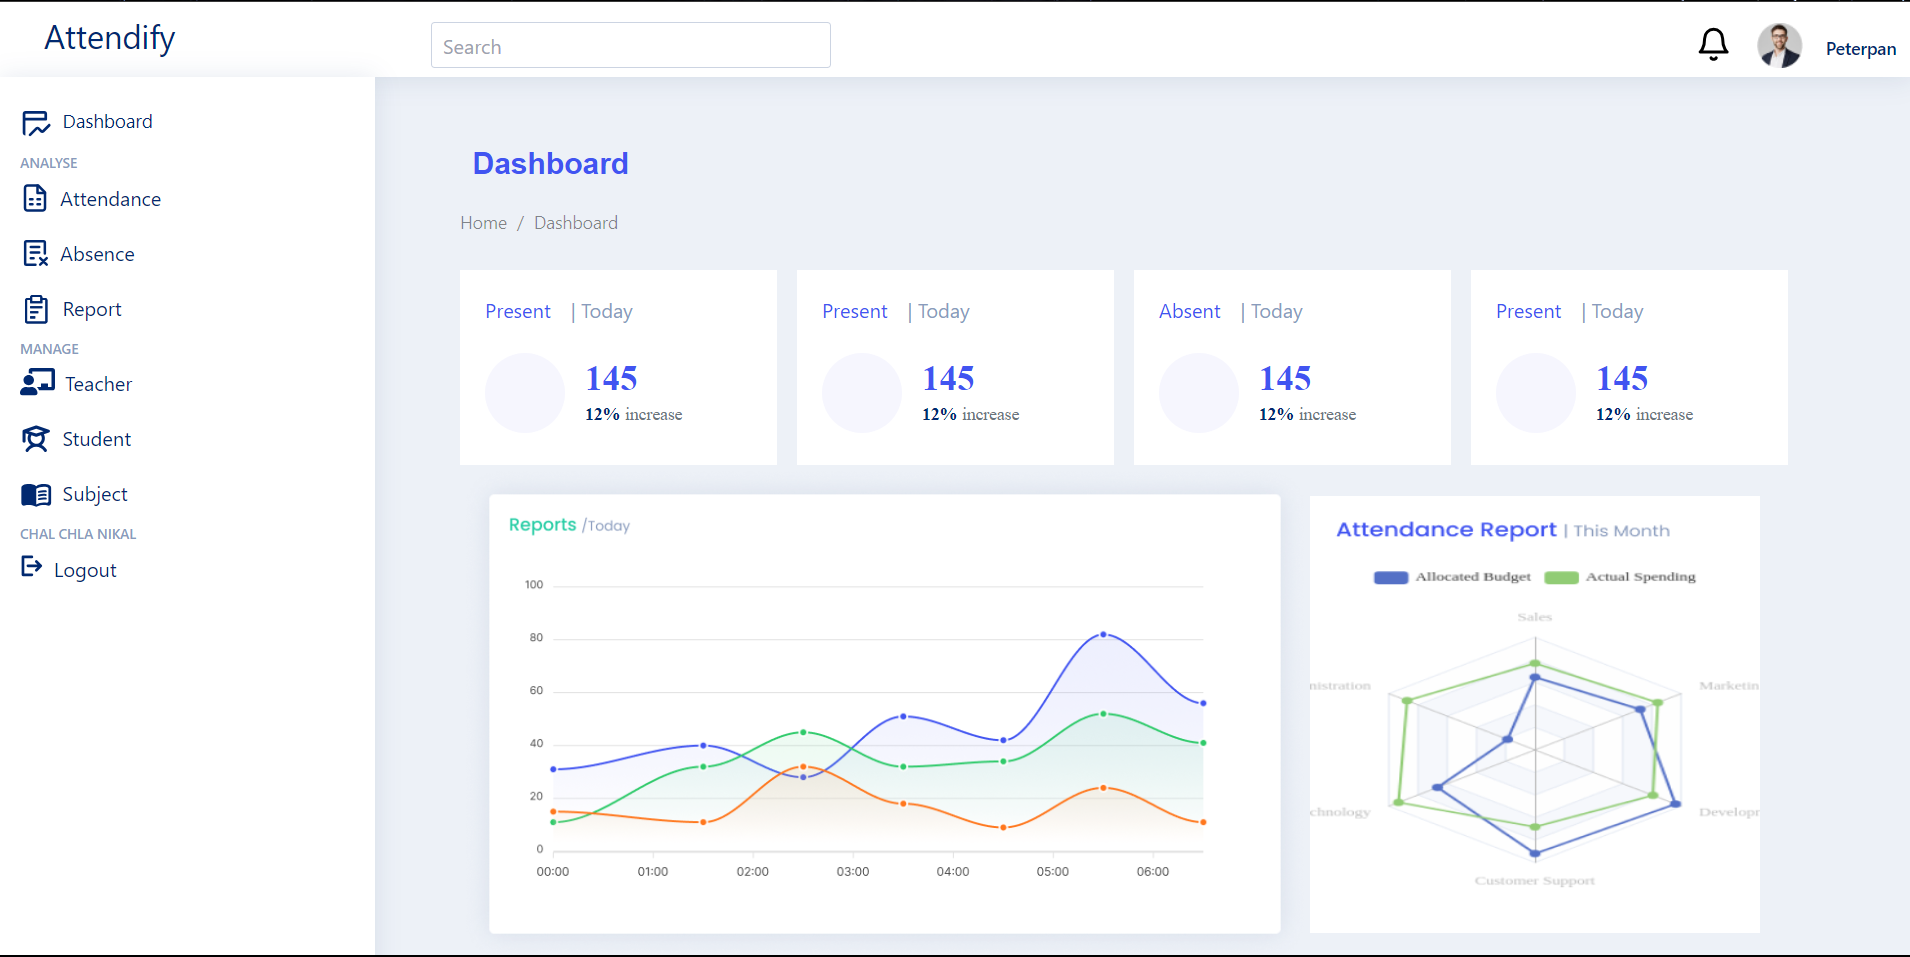 Attendify
Search
Peterpan
Dashboard
ANALYSE
Attendance
Absence
Report
MANAGE
Teacher
Student
Subject
CHAL CHLA NIKAL
Logout
Dashboard
Home / Dashboard
Present | Today
145
12% increase
Present | Today
145
12% increase
Absent | Today
145
12% increase
Present | Today
145
12% increase
Reports /Today
100
80
60
40
20
0
00:00 01:00 02:00 03:00 04:00 05:00 06:00
Attendance Report | This Month
Allocated Budget Actual Spending
Sales
nistration
Marketin
chnology
Developr
Customer Support